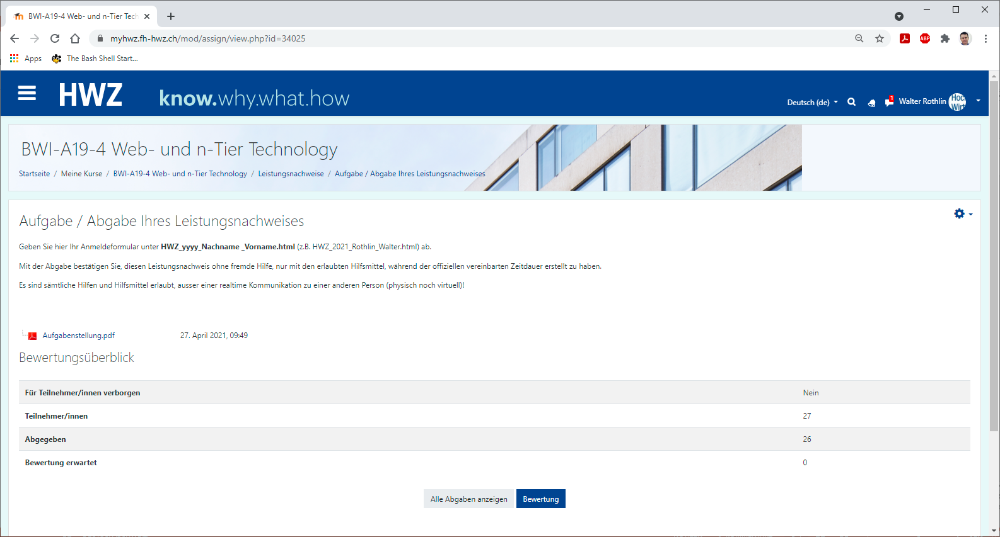 BWI-A19-4 Web- und n-Tier Tech
myhwz.fh-hwz.ch/mod/assign/view.php?id=34025
ABP
Apps
The Bash Shell Start...
HWZ
know.why.what.how
Deutsch (de)
1
Walter Rothlin
Hoc
Wirt
BWI-A19-4 Web- und n-Tier Technology
Startseite / Meine Kurse / BWI-A19-4 Web- und n-Tier Technology / Leistungsnachweise / Aufgabe / Abgabe Ihres Leistungsnachweises
Aufgabe / Abgabe Ihres Leistungsnachweises
Geben Sie hier Ihr Anmeldeformular unter HWZ_yyyy_Nachname _Vorname.html (z.B. HWZ_2021_Rothlin_Walter.html) ab.
Mit der Abgabe bestätigen Sie, diesen Leistungsnachweis ohne fremde Hilfe, nur mit den erlaubten Hilfsmittel, während der offiziellen vereinbarten Zeitdauer erstellt zu haben.
Es sind sämtliche Hilfen und Hilfsmittel erlaubt, ausser einer realtime Kommunikation zu einer anderen Person (physisch noch virtuell)!
Aufgabenstellung.pdf 27. April 2021, 09:49
Bewertungsüberblick
Für Teilnehmer/innen verborgen Nein
Teilnehmer/innen 27
Abgegeben 26
Bewertung erwartet 0
Alle Abgaben anzeigen Bewertung